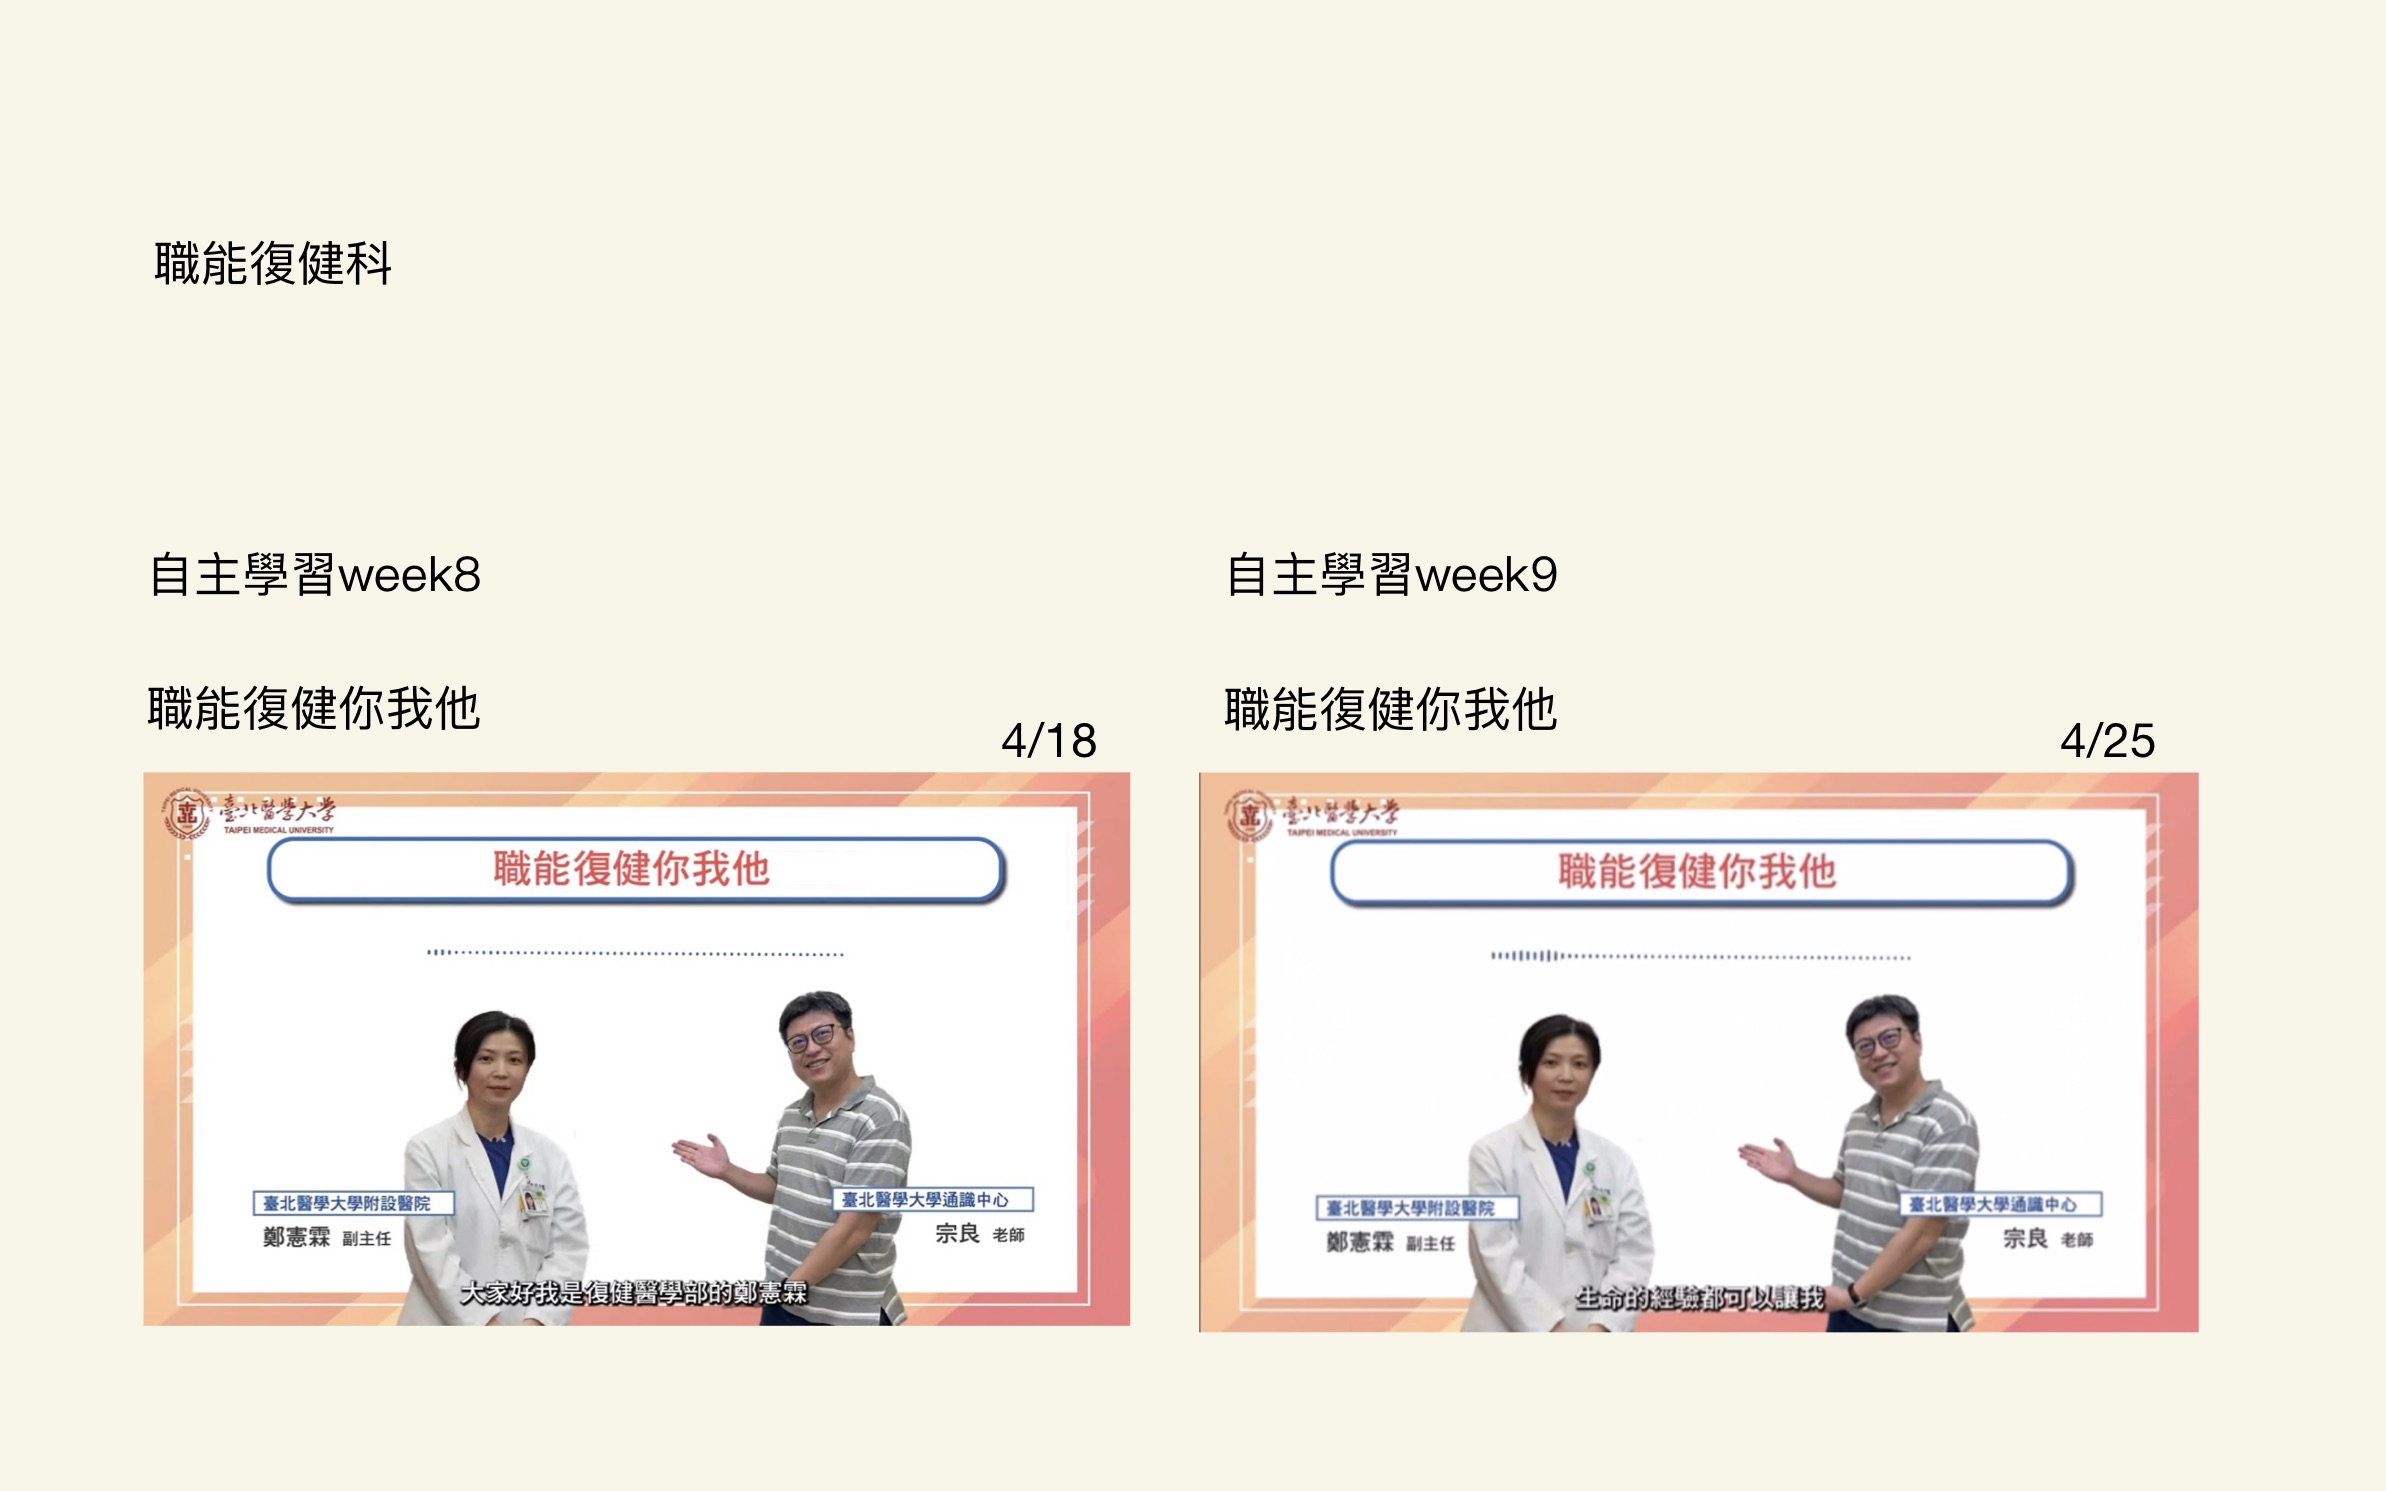 職能復健科
自主學習week8
職能復健你我他
4/18
臺北醫學大學
TAIPEI MEDICAL UNIVERSITY
職能復健你我他
臺北醫學大學附設醫院
鄭憲霖 副主任
臺北醫學大學通識中心
宗良 老師
大家好我是復健醫學部的鄭憲霖
自主學習week9
職能復健你我他
4/25
臺北醫學大學
TAIPEI MEDICAL UNIVERSITY
職能復健你我他
臺北醫學大學附設醫院
鄭憲霖 副主任
臺北醫學大學通識中心
宗良 老師
生命的經驗都可以讓我